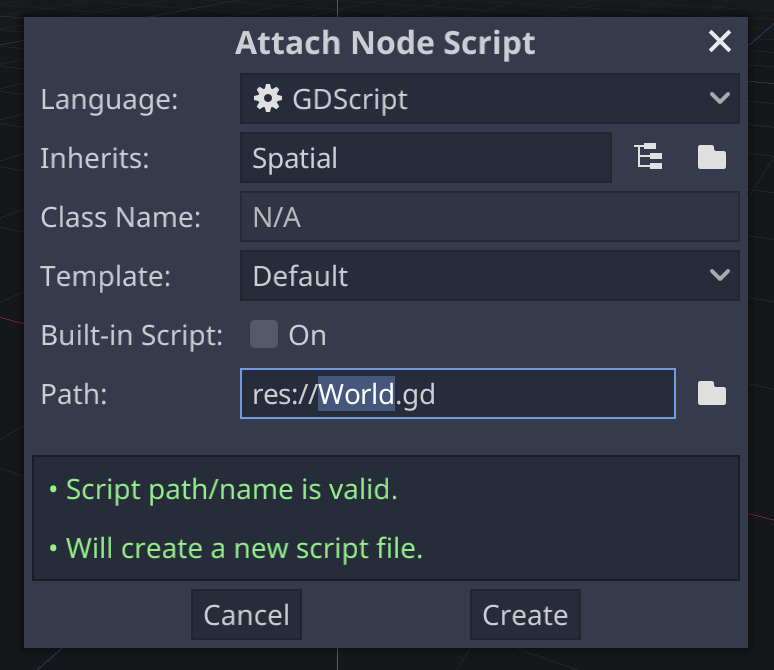 Attach Node Script
Language: GDScript
Inherits: Spatial
Class Name: N/A
Template: Default
Built-in Script: On
Path: res://World.gd
• Script path/name is valid.
• Will create a new script file.
Cancel Create